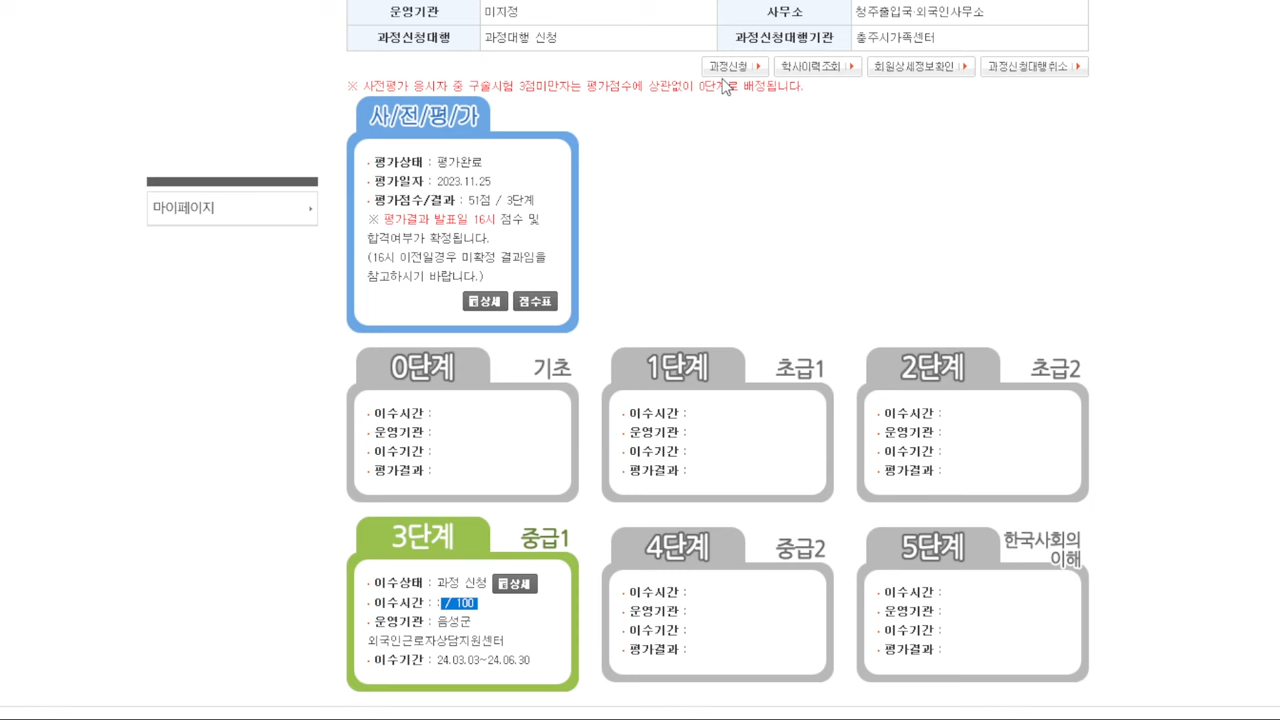 운영기관 미지정 사무소 청주출입국·외국인사무소
과정신청대행 과정대행 신청 과정신청대행기관 충주시가족센터
과정신청 학사이력조회 회원상세정보확인 과정신청대행취소
※ 사전평가 응시자 중 구술시험 3점미만자는 평가점수에 상관없이 0단계로 배정됩니다.
사/전/평/가
평가상태 : 평가완료
평가일자 : 2023.11.25
평가점수/결과 : 51점 / 3단계
※ 평가결과 발표일 16시 점수 및
합격여부가 확정됩니다.
(16시 이전일경우 미확정 결과임을
참고하시기 바랍니다.)
상세 점수표
마이페이지
0단계 기초
이수시간 :
운영기관 :
이수기간 :
평가결과 :
1단계 초급1
이수시간 :
운영기관 :
이수기간 :
평가결과 :
2단계 초급2
이수시간 :
운영기관 :
이수기간 :
평가결과 :
3단계 중급1
이수상태 : 과정 신청 상세
이수시간 : : / 100
운영기관 : 음성군
외국인근로자상담지원센터
이수기간 : 24.03.03~24.06.30
4단계 중급2
이수시간 :
운영기관 :
이수기간 :
평가결과 :
5단계 한국사회의
이해
이수시간 :
운영기관 :
이수기간 :
평가결과 :